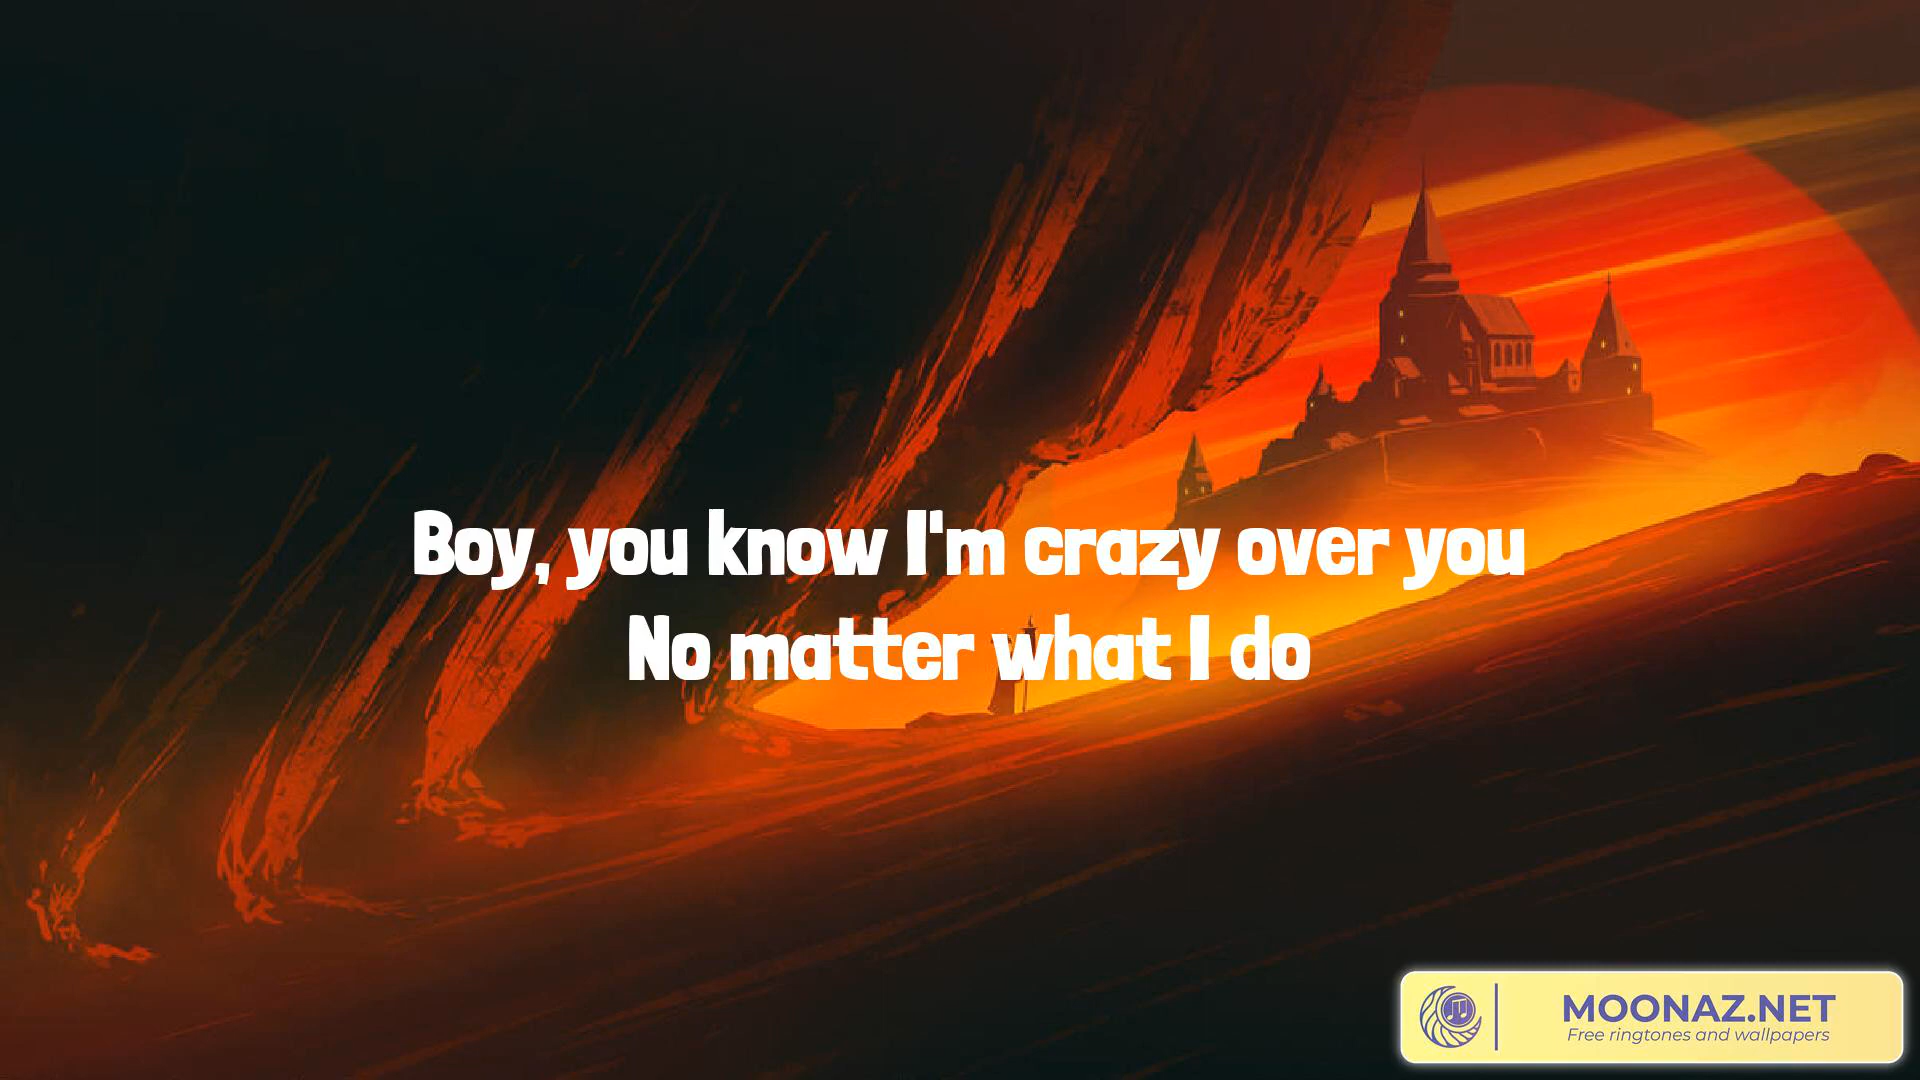 Boy, you know I'm crazy over you
No matter what I do
MOONAZ.NET
Free ringtones and wallpapers